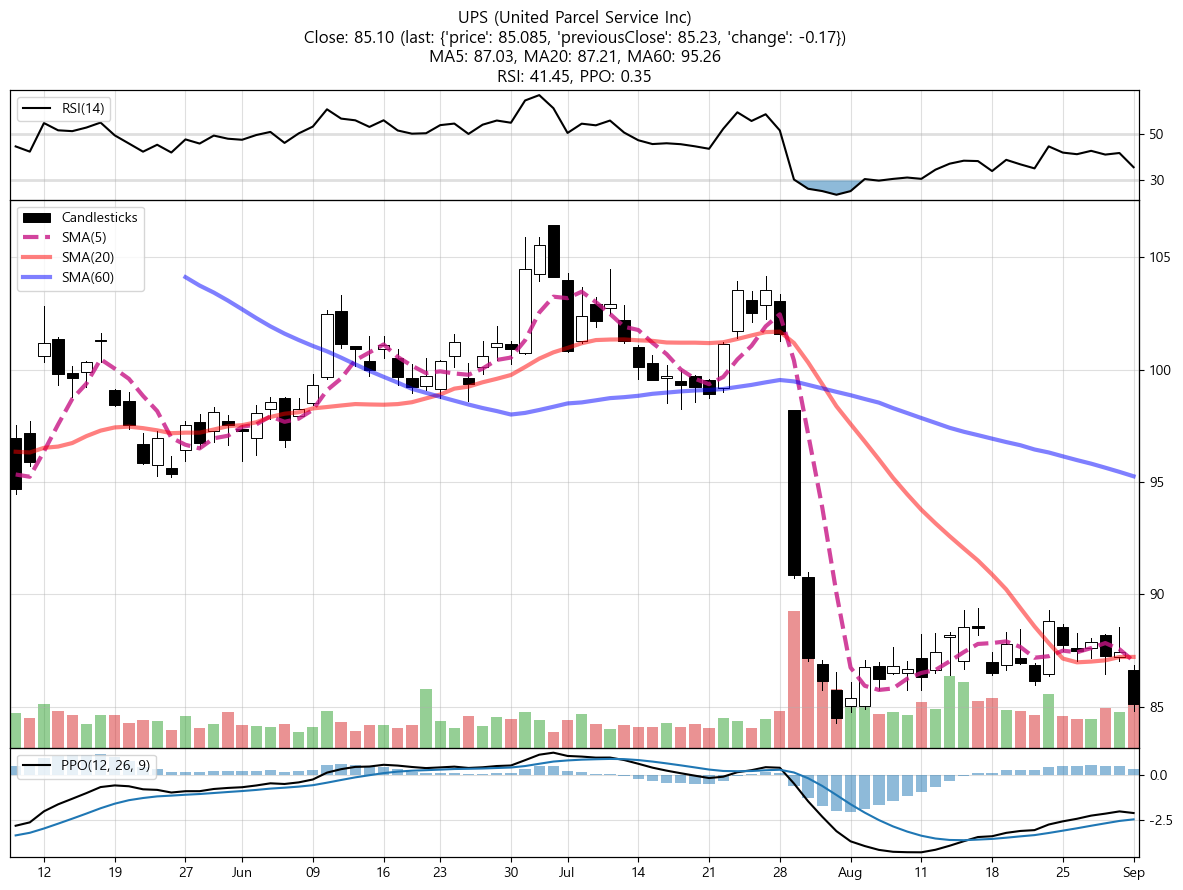 UPS (United Parcel Service Inc)
Close: 85.10 (last: {'price': 85.085, 'previousClose': 85.23, 'change': -0.17})
MA5: 87.03, MA20: 87.21, MA60: 95.26
RSI: 41.45, PPO: 0.35
RSI(14)
50
30
Candlesticks
SMA(5)
SMA(20)
SMA(60)
105
100
95
90
85
PPO(12, 26, 9)
0.0
-2.5
12 19 27 Jun 09 16 23 30 Jul 14 21 28 Aug 11 18 25 Sep